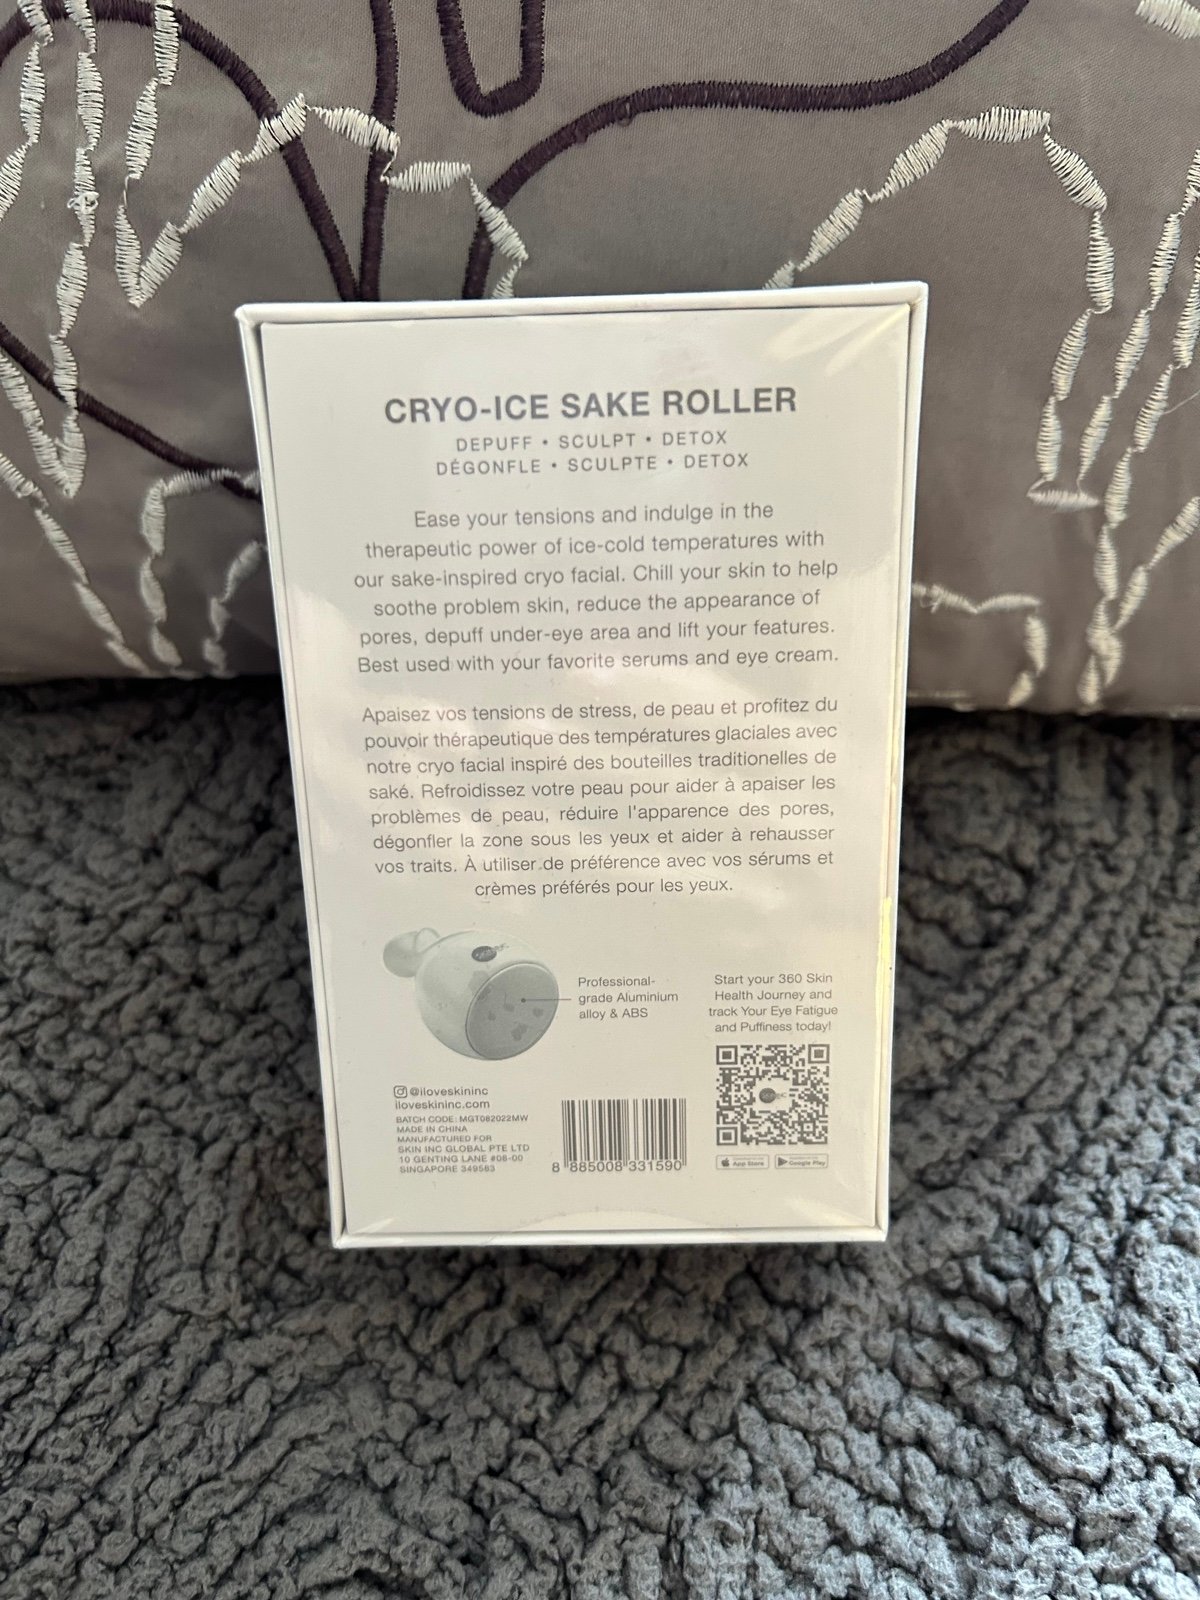 CRYO-ICE SAKE ROLLER
DEPUFF • SCULPT • DETOX
DÉGONFLE • SCULPTE • DETOX
Ease your tensions and indulge in the
therapeutic power of ice-cold temperatures with
our sake-inspired cryo facial. Chill your skin to help
soothe problem skin, reduce the appearance of
pores, depuff under-eye area and lift your features.
Best used with your favorite serums and eye cream.
Apaisez vos tensions de stress, de peau et profitez du
pouvoir thérapeutique des températures glaciales avec
notre cryo facial inspiré des bouteilles traditionelles de
saké. Refroidissez votre peau pour aider à apaiser les
problèmes de peau, réduire l'apparence des pores,
dégonfler la zone sous les yeux et aider à rehausser
vos traits. À utiliser de préférence avec vos sérums et
crèmes préférés pour les yeux.
Professional-
grade Aluminium
alloy & ABS
Start your 360 Skin
Health Journey and
track Your Eye Fatigue
and Puffiness today!
@iloveskininc
iloveskininc.com
BATCH CODE: MGT082022MW
MADE IN CHINA
MANUFACTURED FOR
SKIN INC GLOBAL PTE LTD
10 GENTING LANE #08-00
SINGAPORE 349583
8 885008 331590
App Store
Google Play